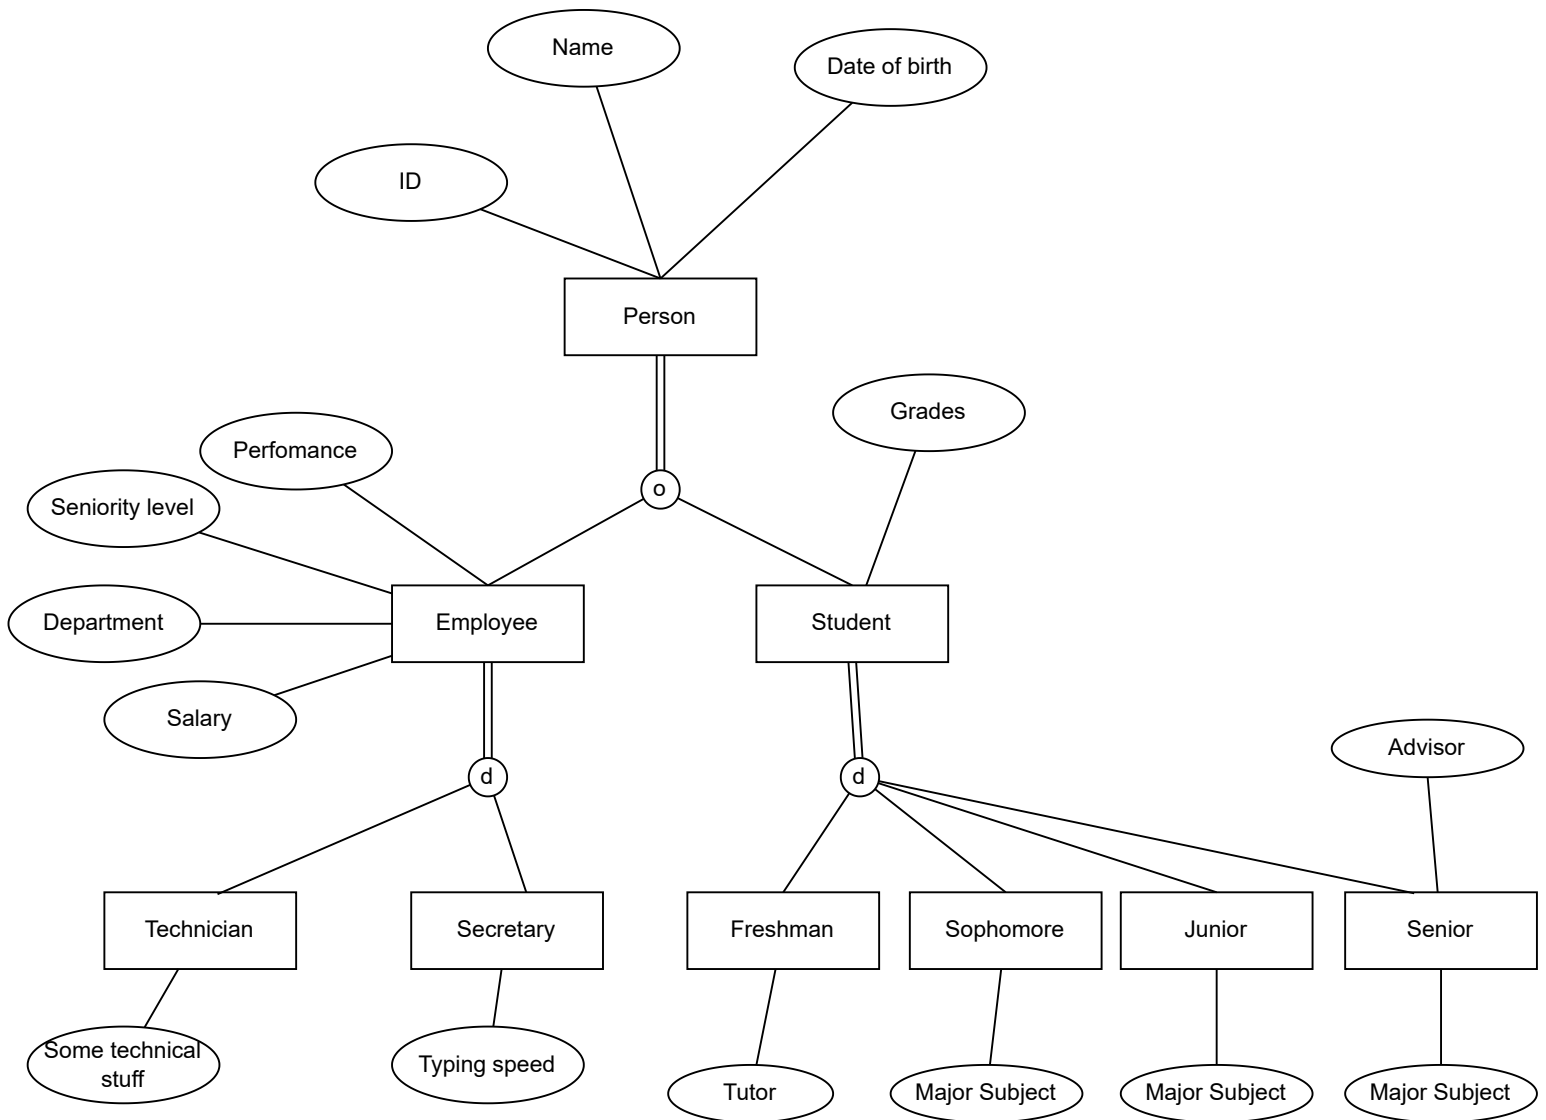 Name
Date of birth
ID
Person
Grades
Perfomance
Seniority level
o
Department
Employee
Student
Salary
Advisor
d
d
Technician
Secretary
Freshman
Sophomore
Junior
Senior
Some technical
stuff
Typing speed
Tutor
Major Subject
Major Subject
Major Subject